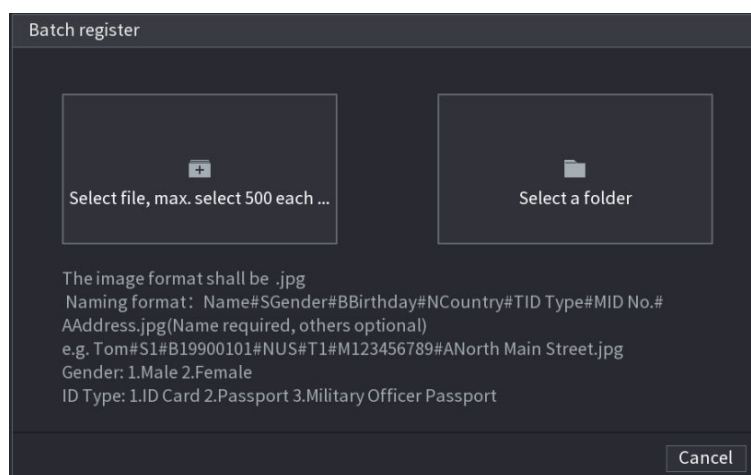 Batch register
Select file, max. select 500 each ...
Select a folder
The image format shall be .jpg
Naming format: Name#SGender#BBirthday#NCountry#TID Type#MID No.#
AAddress.jpg(Name required, others optional)
e.g. Tom#S1#B19900101#NUS#T1#M123456789#ANorth Main Street.jpg
Gender: 1.Male 2.Female
ID Type: 1.ID Card 2.Passport 3.Military Officer Passport
Cancel